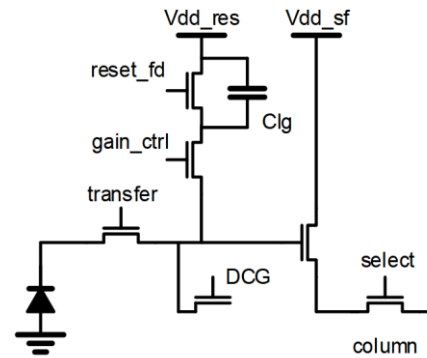 Vdd_res
Vdd_sf
reset_fd
Clg
gain_ctrl
transfer
DCG
select
column